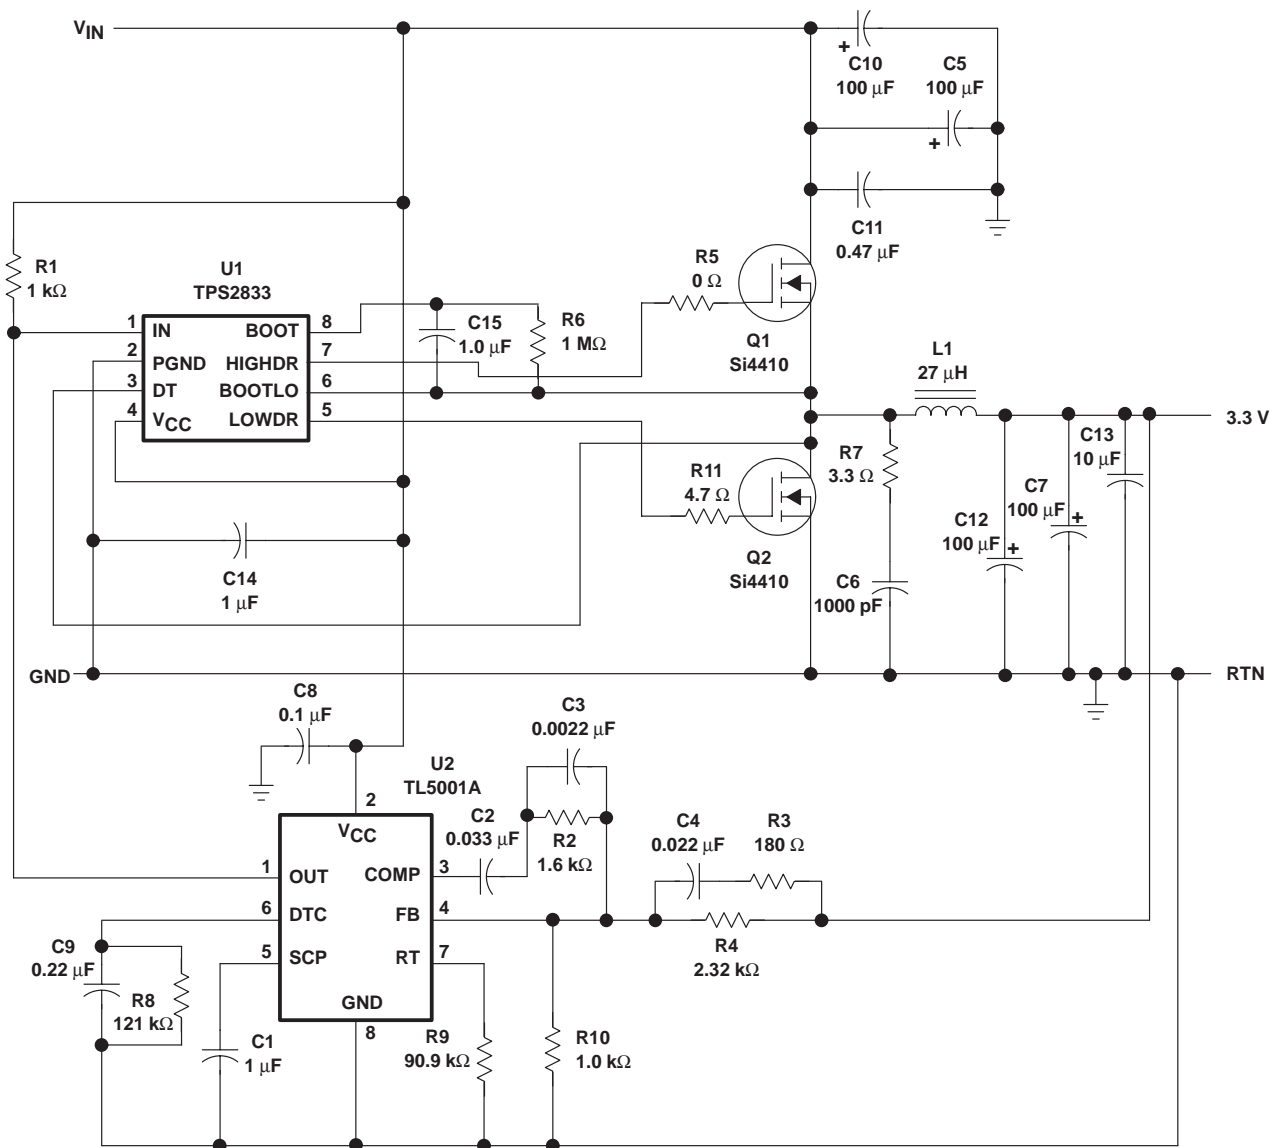 VIN
+
C10
100 μF
C5
100 μF
+
C11
0.47 μF
R1
1 kΩ
U1
TPS2833
1 IN BOOT 8
2 PGND HIGHDR 7
3 DT BOOTLO 6
4 VCC LOWDR 5
C15
1.0 μF
R6
1 MΩ
R5
0 Ω
Q1
Si4410
L1
27 μH
3.3 V
R11
4.7 Ω
Q2
Si4410
R7
3.3 Ω
C6
1000 pF
C12
100 μF
+
C7
100 μF
+
C13
10 μF
C14
1 μF
GND
RTN
C8
0.1 μF
U2
TL5001A
2
VCC
1 OUT COMP 3
6 DTC FB 4
5 SCP RT 7
GND
8
C3
0.0022 μF
C2
0.033 μF
R2
1.6 kΩ
C4
0.022 μF
R3
180 Ω
R4
2.32 kΩ
C9
0.22 μF
R8
121 kΩ
C1
1 μF
R9
90.9 kΩ
R10
1.0 kΩ